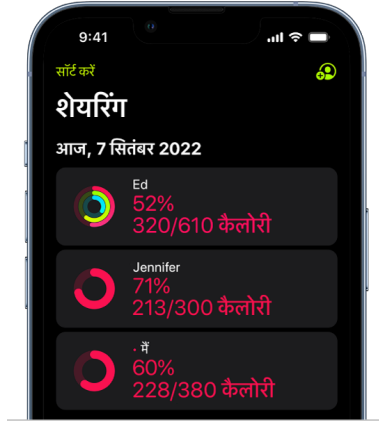 9:41
सॉर्ट करें
शेयरिंग
आज, 7 सितंबर 2022
Ed
52%
320/610 कैलोरी
Jennifer
71%
213/300 कैलोरी
· मैं
60%
228/380 कैलोरी